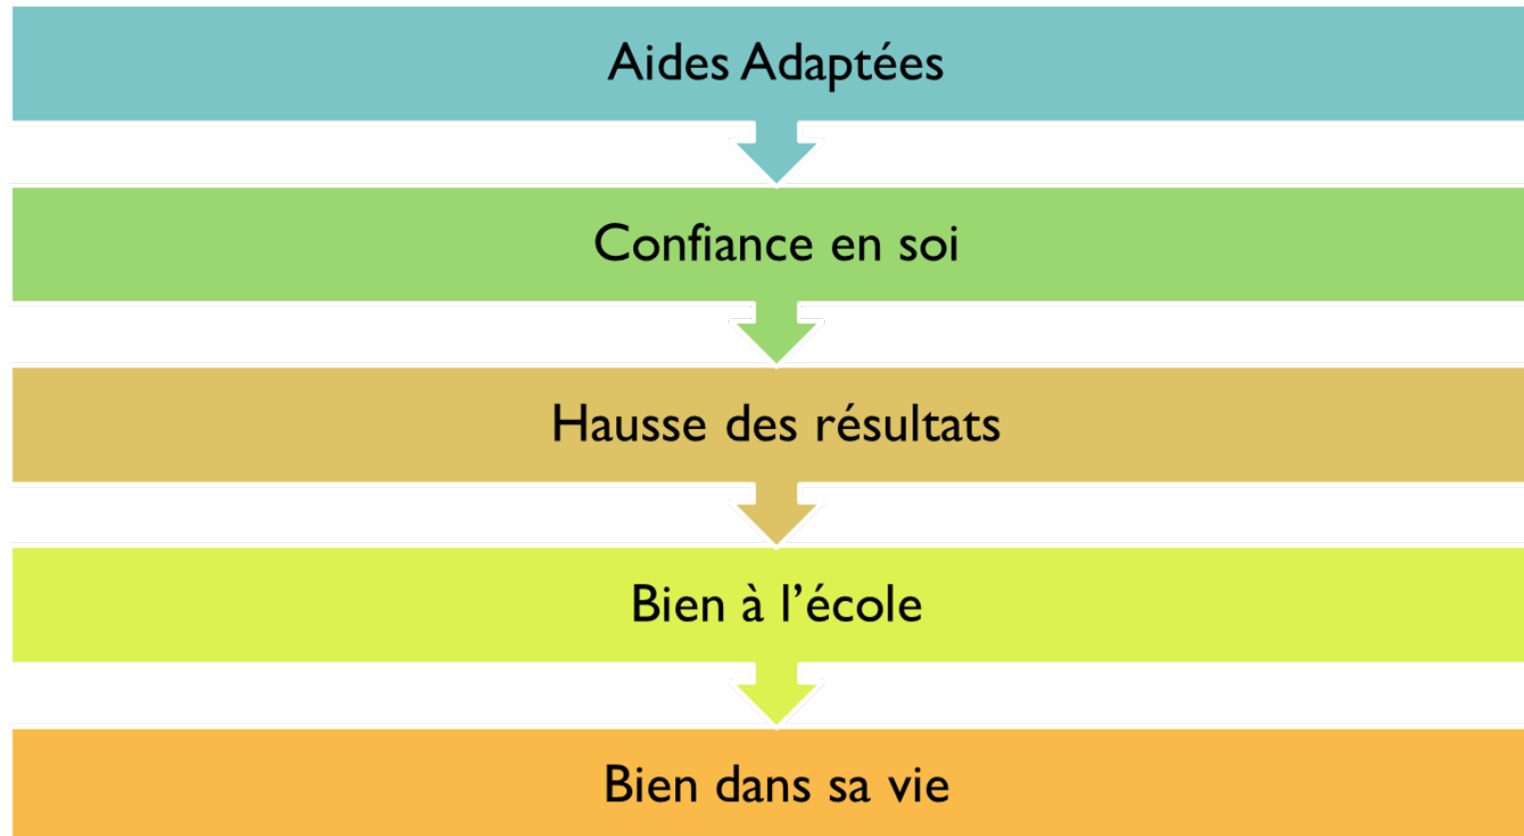 Aides Adaptées
Confiance en soi
Hausse des résultats
Bien à l’école
Bien dans sa vie